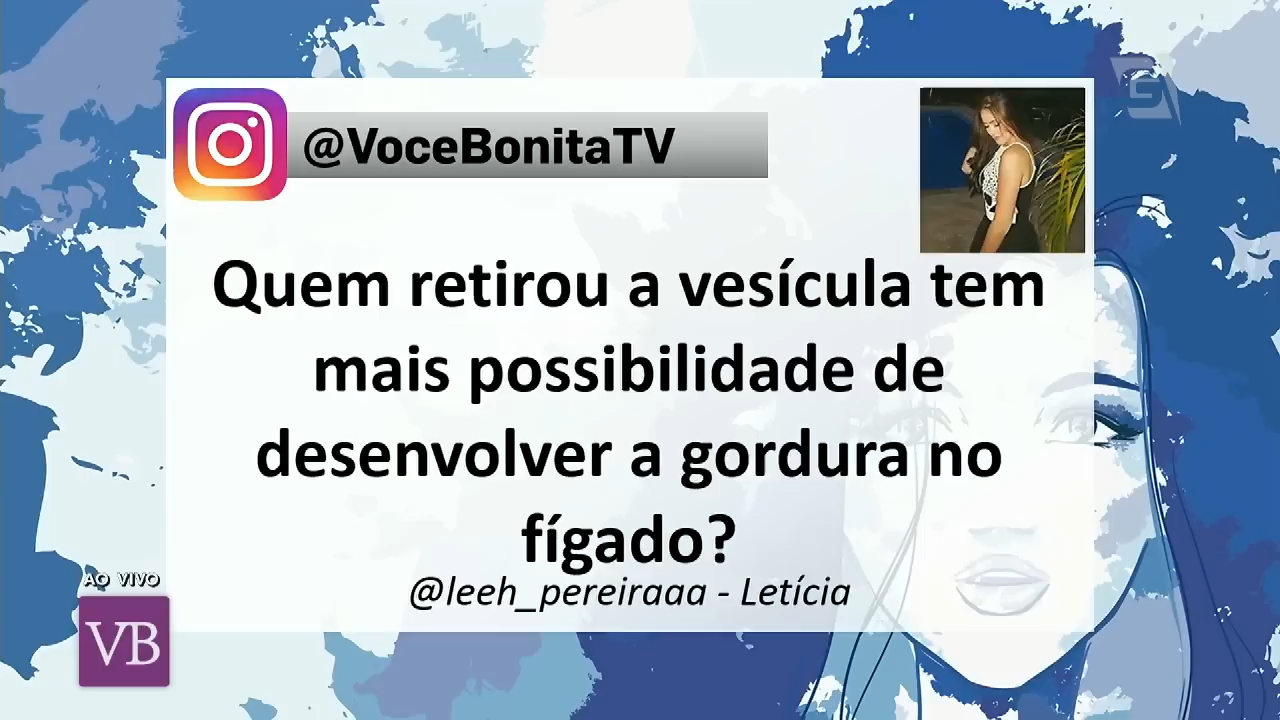 @VoceBonitaTV
Quem retirou a vesícula tem
mais possibilidade de
desenvolver a gordura no
fígado?
@leeh_pereiraaa - Letícia
AO VIVO
VB